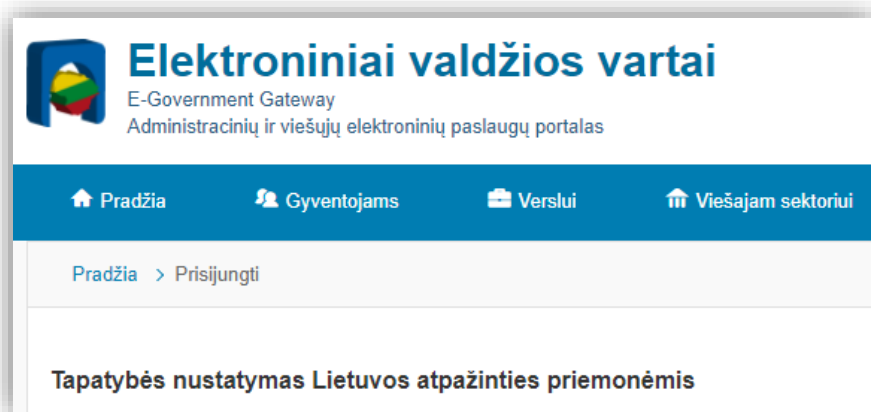 Elektroniniai valdžios vartai
E-Government Gateway
Administracinių ir viešųjų elektroninių paslaugų portalas
Pradžia Gyventojams Verslui Viešajam sektoriui
Pradžia > Prisijungti
Tapatybės nustatymas Lietuvos atpažinties priemonėmis